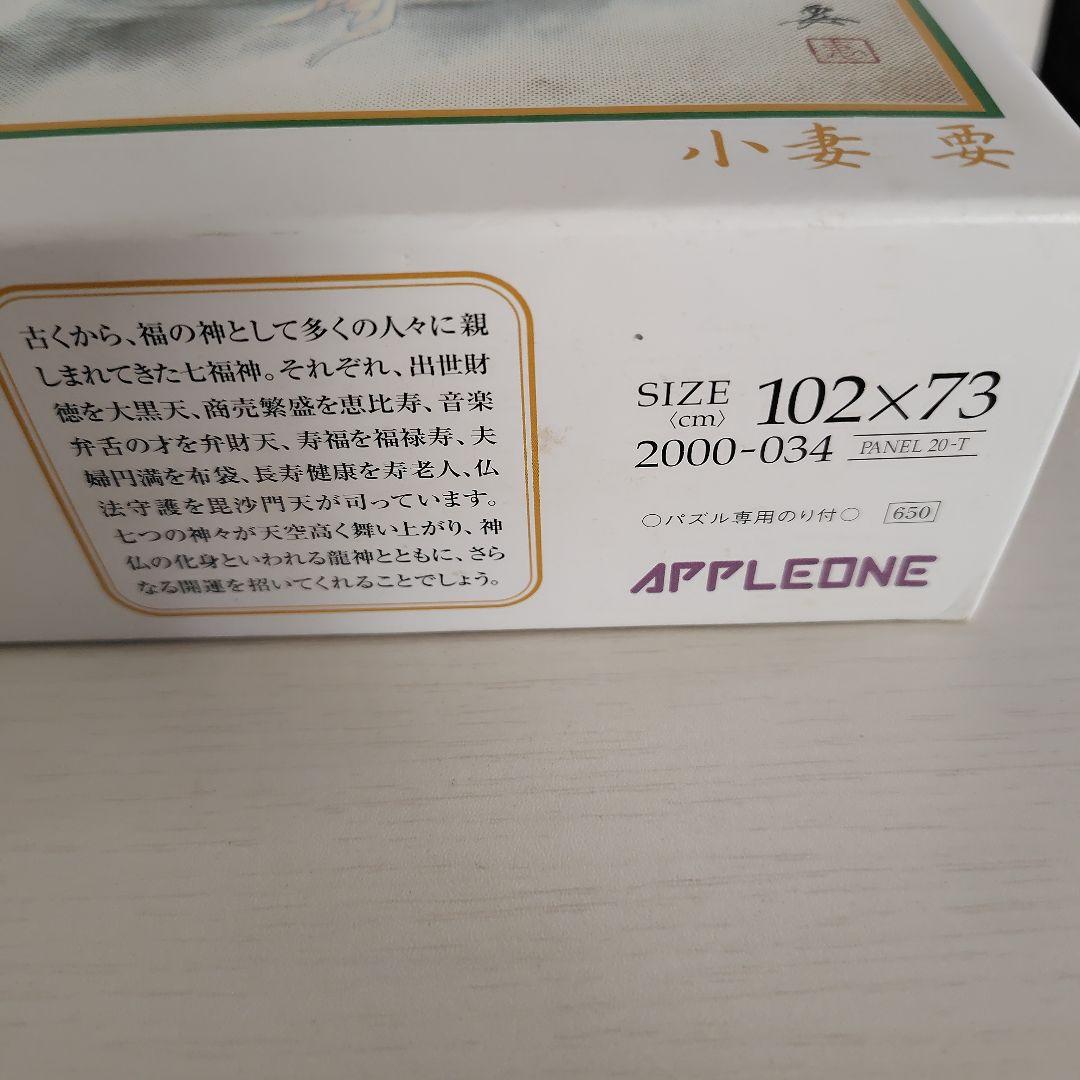 要
小妻 要
古くから、福の神として多くの人々に親
しまれてきた七福神。それぞれ、出世財
徳を大黒天、商売繁盛を恵比寿、音楽
弁舌の才を弁財天、寿福を福禄寿、夫
婦円満を布袋、長寿健康を寿老人、仏
法守護を毘沙門天が司っています。
七つの神々が天空高く舞い上がり、神
仏の化身といわれる龍神とともに、さら
なる開運を招いてくれることでしょう。
SIZE
〈cm〉
102×73
2000-034 PANEL 20-T
○パズル専用のり付○ 650
APPLEONE